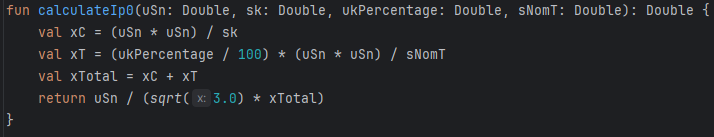 fun calculateIp0(uSn: Double, sk: Double, ukPercentage: Double, sNomT: Double): Double {
    val xC = (uSn * uSn) / sk
    val xT = (ukPercentage / 100) * (uSn * uSn) / sNomT
    val xTotal = xC + xT
    return uSn / (sqrt( x: 3.0) * xTotal)
}